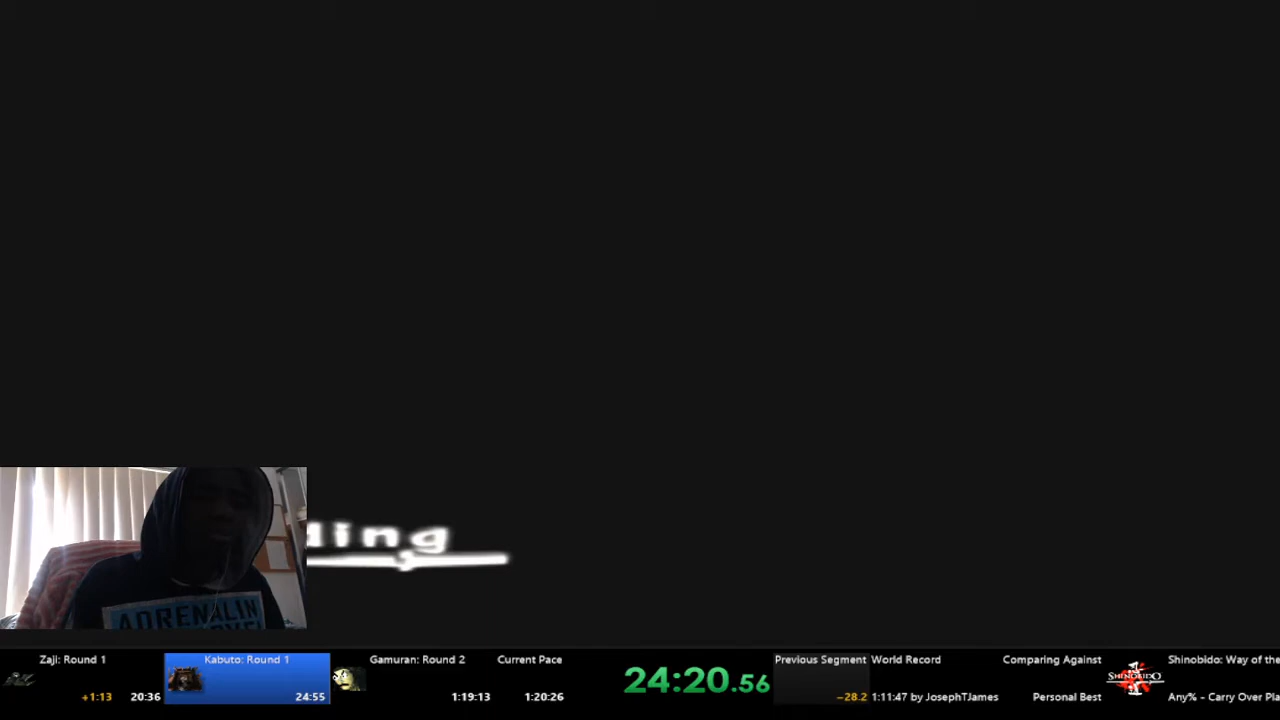 ding
ADRENALIN
Zaji: Round 1
+1:13 20:36
Kabuto: Round 1
24:55
Gamuran: Round 2
1:19:13
Current Pace
1:20:26
24:20.56
Previous Segment
-28.2
World Record
1:11:47 by JosephTJames
Comparing Against
Personal Best
SHINOBIDO
Shinobido: Way of the
Any% - Carry Over Pla